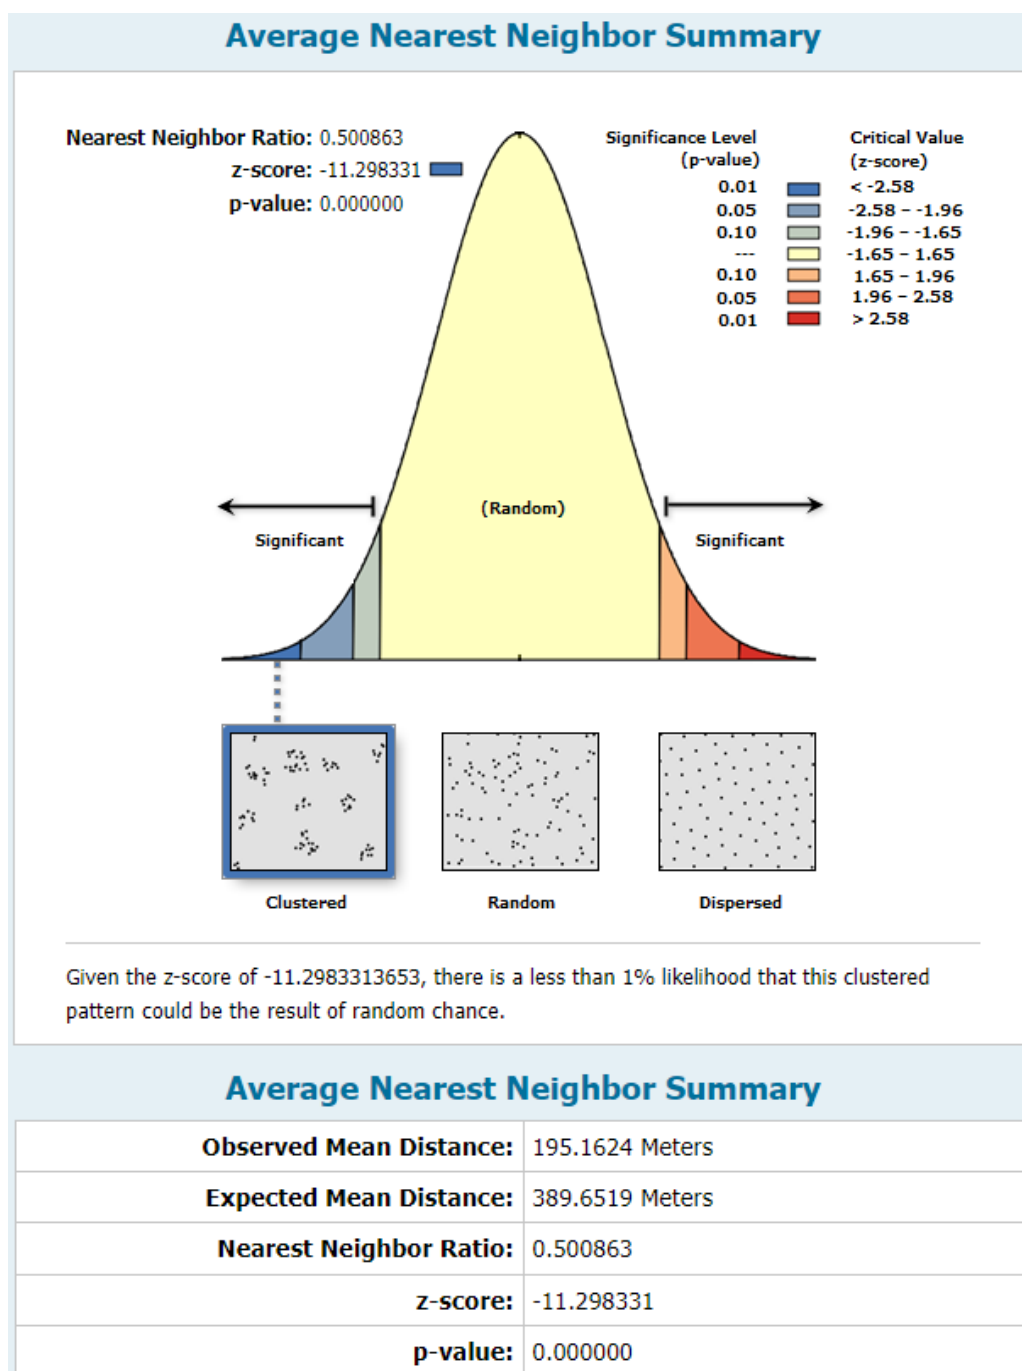 Average Nearest Neighbor Summary
Nearest Neighbor Ratio: 0.500863
z-score: -11.298331
p-value: 0.000000
Significance Level
(p-value)
Critical Value
(z-score)
0.01 < -2.58
0.05 -2.58 – -1.96
0.10 -1.96 – -1.65
--- -1.65 – 1.65
0.10 1.65 – 1.96
0.05 1.96 – 2.58
0.01 > 2.58
(Random)
Significant
Significant
Clustered
Random
Dispersed
Given the z-score of -11.2983313653, there is a less than 1% likelihood that this clustered
pattern could be the result of random chance.
Average Nearest Neighbor Summary
Observed Mean Distance: 195.1624 Meters
Expected Mean Distance: 389.6519 Meters
Nearest Neighbor Ratio: 0.500863
z-score: -11.298331
p-value: 0.000000